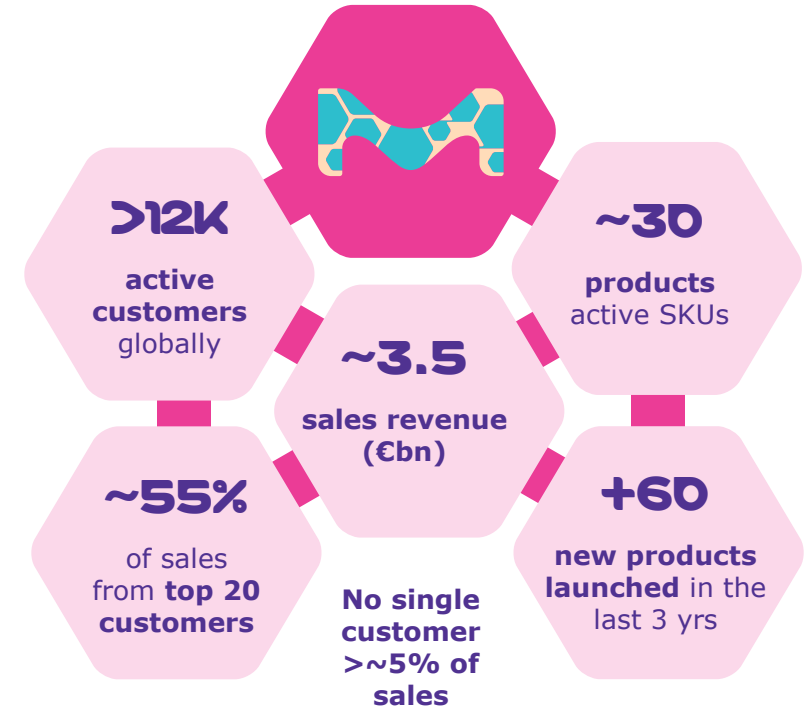 >12K
active
customers
globally
~30
products
active SKUs
~3.5
sales revenue
(€bn)
~55%
of sales
from top 20
customers
No single
customer
>~5% of
sales
+60
new products
launched in the
last 3 yrs